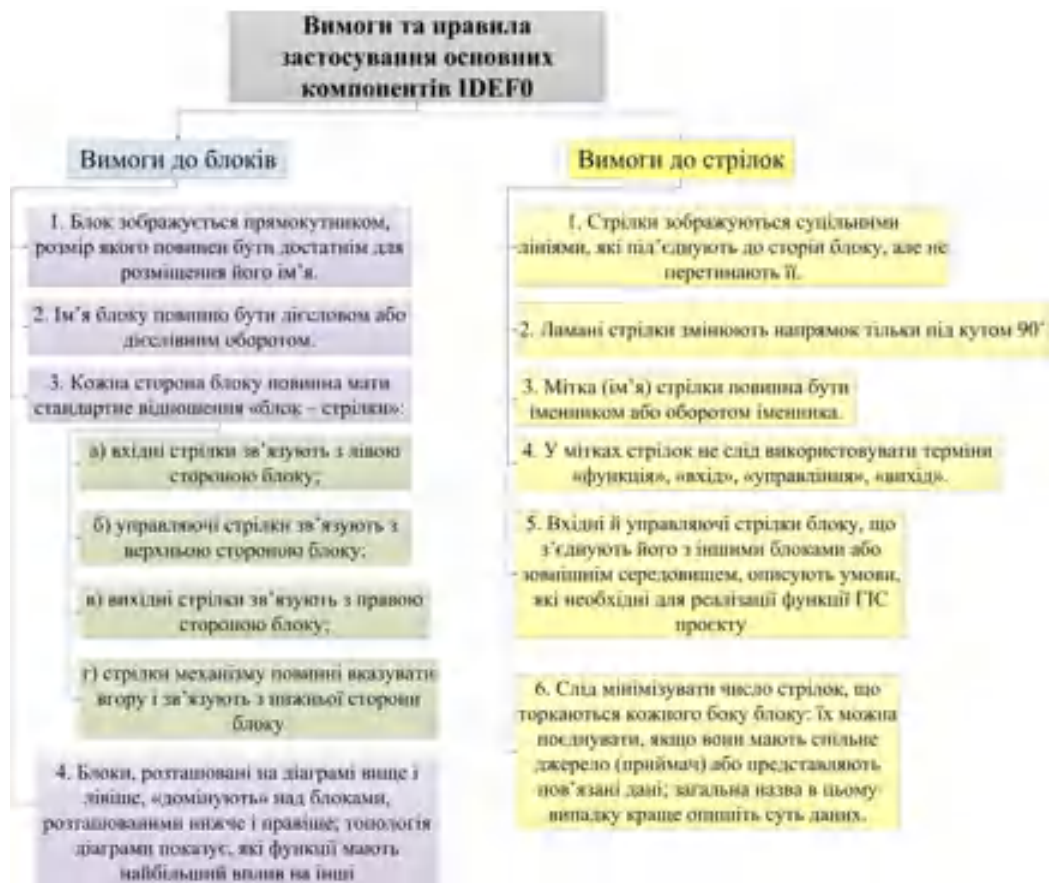 Вимоги та правила
застосування основних
компонентів IDEF0
Вимоги до блоків
1. Блок зображується прямокутником,
розмір якого повинен бути достатнім для
розміщення його ім’я.
2. Ім’я блоку повинно бути дієсловом або
дієслівним оборотом.
3. Кожна сторона блоку повинна мати
стандартне відношення «блок – стрілки»:
а) вхідні стрілки зв’язують з лівою
стороною блоку;
б) управляючі стрілки зв’язують з
верхньою стороною блоку;
в) вихідні стрілки зв’язують з правою
стороною блоку;
г) стрілки механізму повинні вказувати
вгору і зв’язують з нижньої сторони
блоку
4. Блоки, розташовані на діаграмі вище і
лівіше, «домінують» над блоками,
розташованими нижче і правіше; топологія
діаграми показує, які функції мають
найбільший вплив на інші
Вимоги до стрілок
1. Стрілки зображуються суцільними
лініями, які під’єднують до сторін блоку, але не
перетинають її.
2. Ламані стрілки змінюють напрямок тільки під кутом 90˚
3. Мітка (ім’я) стрілки повинна бути
іменником або оборотом іменника.
4. У мітках стрілок не слід використовувати терміни
«функція», «вхід», «управління», «вихід».
5. Вхідні й управляючі стрілки блоку, що
з’єднують його з іншими блоками або
зовнішнім середовищем, описують умови,
які необхідні для реалізації функції ГІС
проєкту
6. Слід мінімізувати число стрілок, що
торкаються кожного боку блоку: їх можна
поєднувати, якщо вони мають спільне
джерело (приймач) або представляють
пов’язані дані; загальна назва в цьому
випадку краще опишіть суть даних.